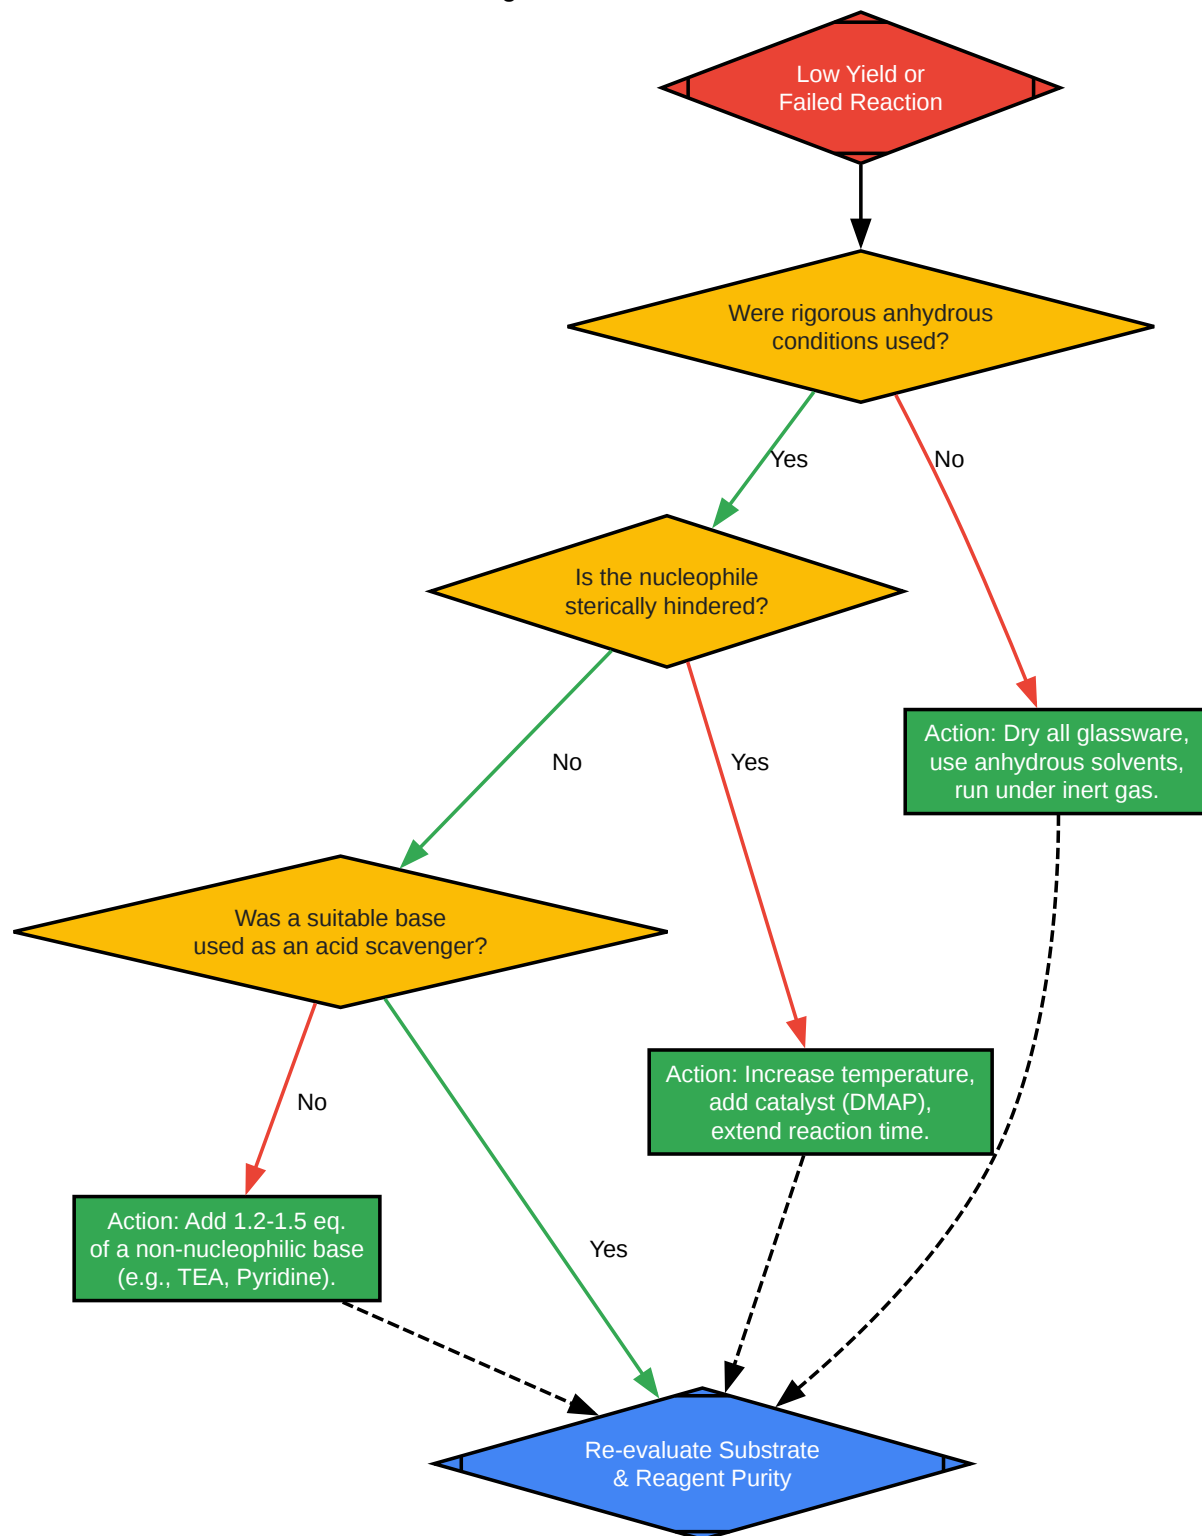 Low Yield or
Failed Reaction
Were rigorous anhydrous
conditions used?
Yes
No
Is the nucleophile
sterically hindered?
Action: Dry all glassware,
use anhydrous solvents,
run under inert gas.
No
Yes
Was a suitable base
used as an acid scavenger?
Action: Increase temperature,
add catalyst (DMAP),
extend reaction time.
No
Action: Add 1.2-1.5 eq.
of a non-nucleophilic base
(e.g., TEA, Pyridine).
Yes
Re-evaluate Substrate
& Reagent Purity